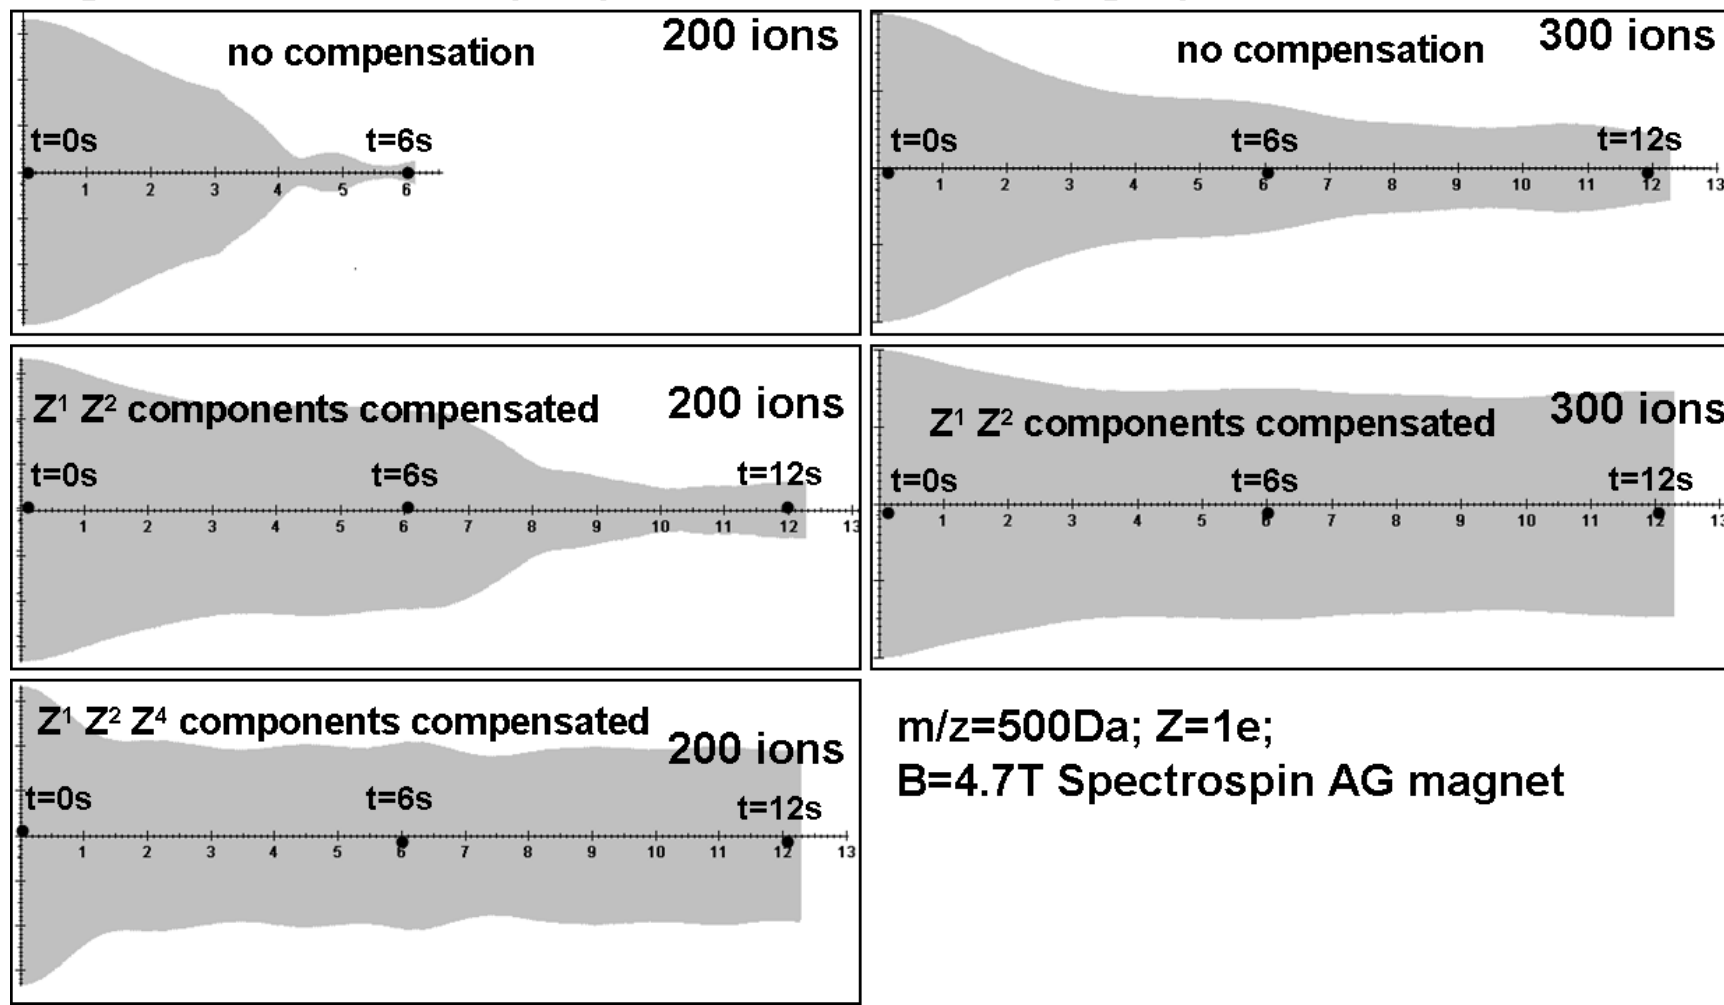 no compensation
200 ions
t=0s
t=6s
1 2 3 4 5 6
no compensation
300 ions
t=0s
t=6s
t=12s
1 2 3 4 5 6 7 8 9 10 11 12 13
Z¹ Z² components compensated
200 ions
t=0s
t=6s
t=12s
1 2 3 4 5 6 7 8 9 10 11 12 13
Z¹ Z² components compensated
300 ions
t=0s
t=6s
t=12s
1 2 3 4 5 6 7 8 9 10 11 12 13
Z¹ Z² Z⁴ components compensated
200 ions
t=0s
t=6s
t=12s
1 2 3 4 5 6 7 8 9 10 11 12 13
m/z=500Da; Z=1e;
B=4.7T Spectrospin AG magnet